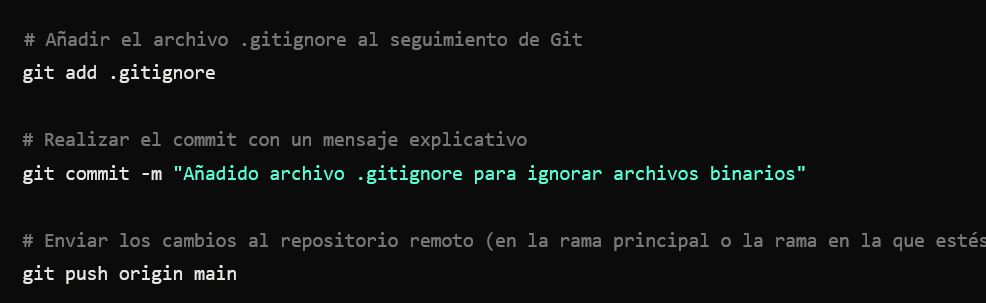 # Añadir el archivo .gitignore al seguimiento de Git
git add .gitignore
# Realizar el commit con un mensaje explicativo
git commit -m "Añadido archivo .gitignore para ignorar archivos binarios"
# Enviar los cambios al repositorio remoto (en la rama principal o la rama en la que estés
git push origin main